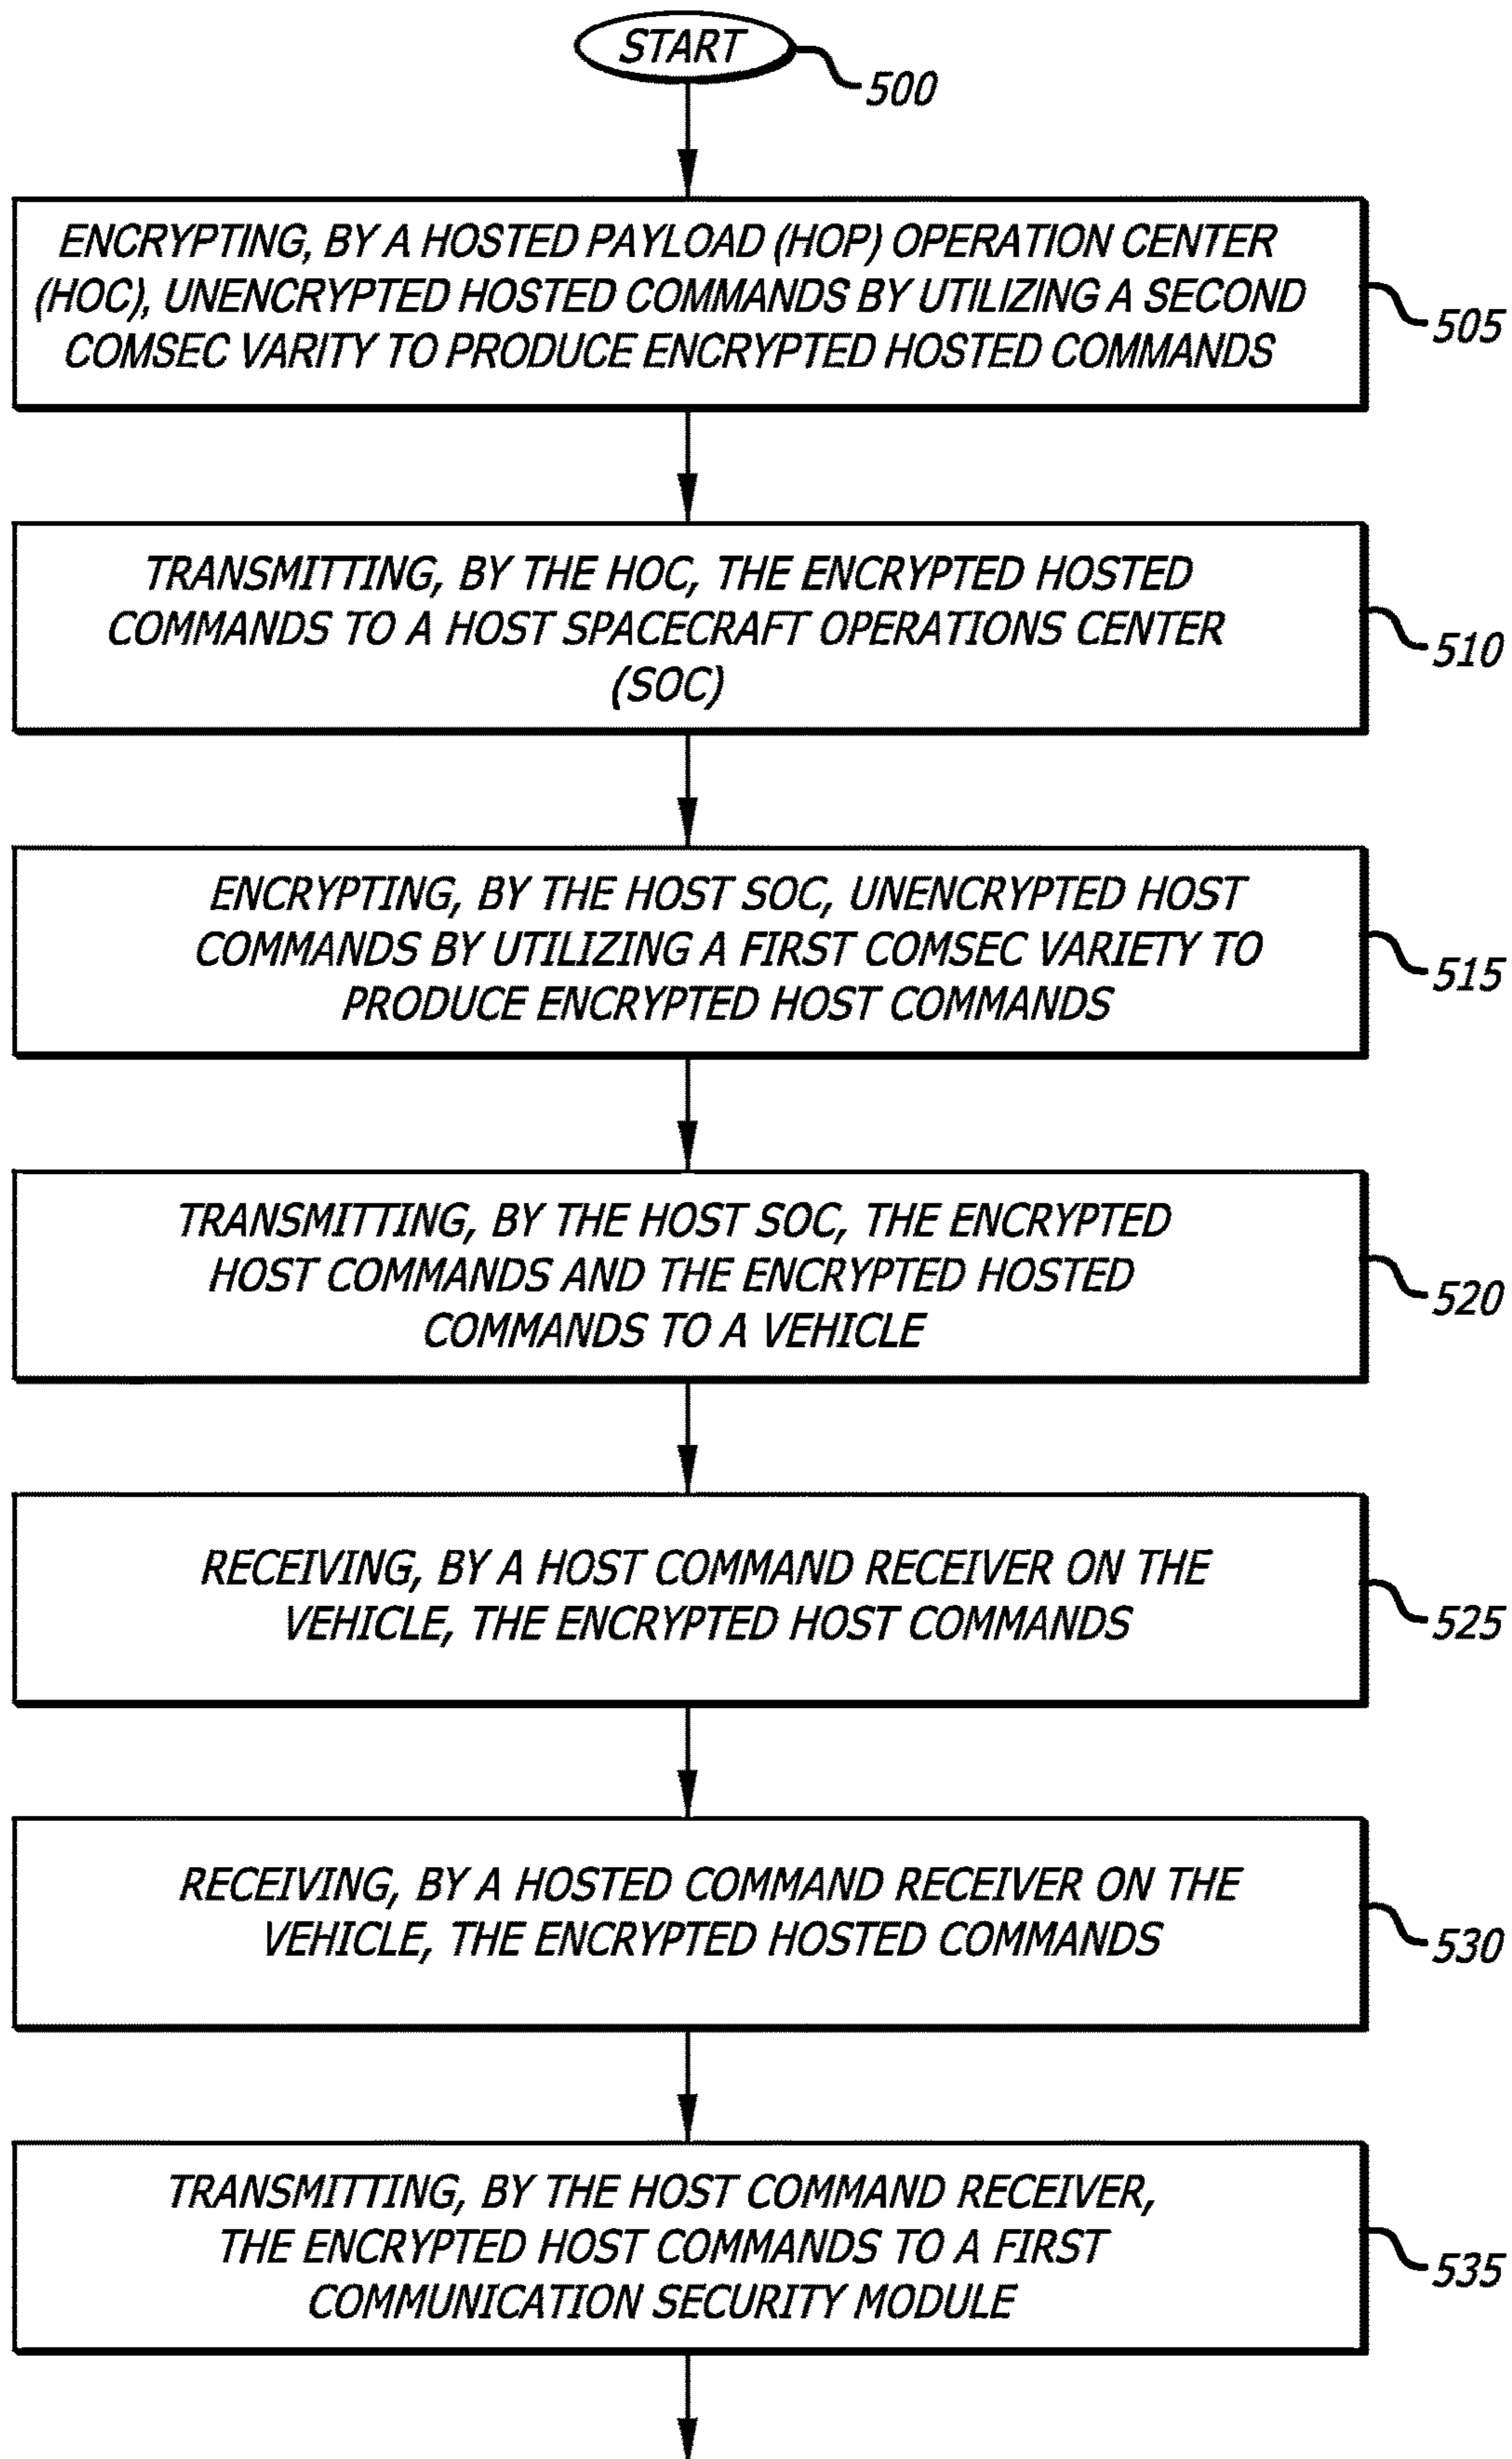 START
500
ENCRYPTING, BY A HOSTED PAYLOAD (HOP) OPERATION CENTER
(HOC), UNENCRYPTED HOSTED COMMANDS BY UTILIZING A SECOND
COMSEC VARITY TO PRODUCE ENCRYPTED HOSTED COMMANDS
505
TRANSMITTING, BY THE HOC, THE ENCRYPTED HOSTED
COMMANDS TO A HOST SPACECRAFT OPERATIONS CENTER
(SOC)
510
ENCRYPTING, BY THE HOST SOC, UNENCRYPTED HOST
COMMANDS BY UTILIZING A FIRST COMSEC VARIETY TO
PRODUCE ENCRYPTED HOST COMMANDS
515
TRANSMITTING, BY THE HOST SOC, THE ENCRYPTED
HOST COMMANDS AND THE ENCRYPTED HOSTED
COMMANDS TO A VEHICLE
520
RECEIVING, BY A HOST COMMAND RECEIVER ON THE
VEHICLE, THE ENCRYPTED HOST COMMANDS
525
RECEIVING, BY A HOSTED COMMAND RECEIVER ON THE
VEHICLE, THE ENCRYPTED HOSTED COMMANDS
530
TRANSMITTING, BY THE HOST COMMAND RECEIVER,
THE ENCRYPTED HOST COMMANDS TO A FIRST
COMMUNICATION SECURITY MODULE
535